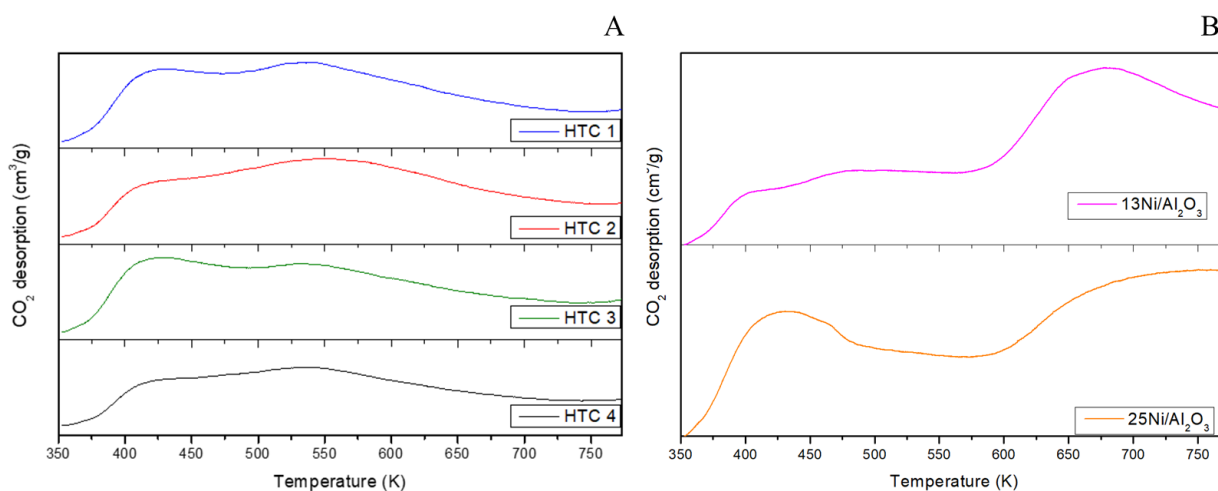 A
CO2 desorption (cm3/g)
HTC 1
HTC 2
HTC 3
HTC 4
350 400 450 500 550 600 650 700 750
Temperature (K)
B
CO2 desorption (cm3/g)
13Ni/Al2O3
25Ni/Al2O3
350 400 450 500 550 600 650 700 750
Temperature (K)